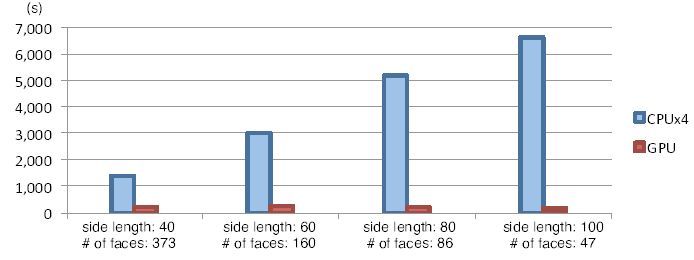 (s)
7,000
6,000
5,000
4,000
3,000
2,000
1,000
0
side length: 40
# of faces: 373
side length: 60
# of faces: 160
side length: 80
# of faces: 86
side length: 100
# of faces: 47
CPUx4
GPU